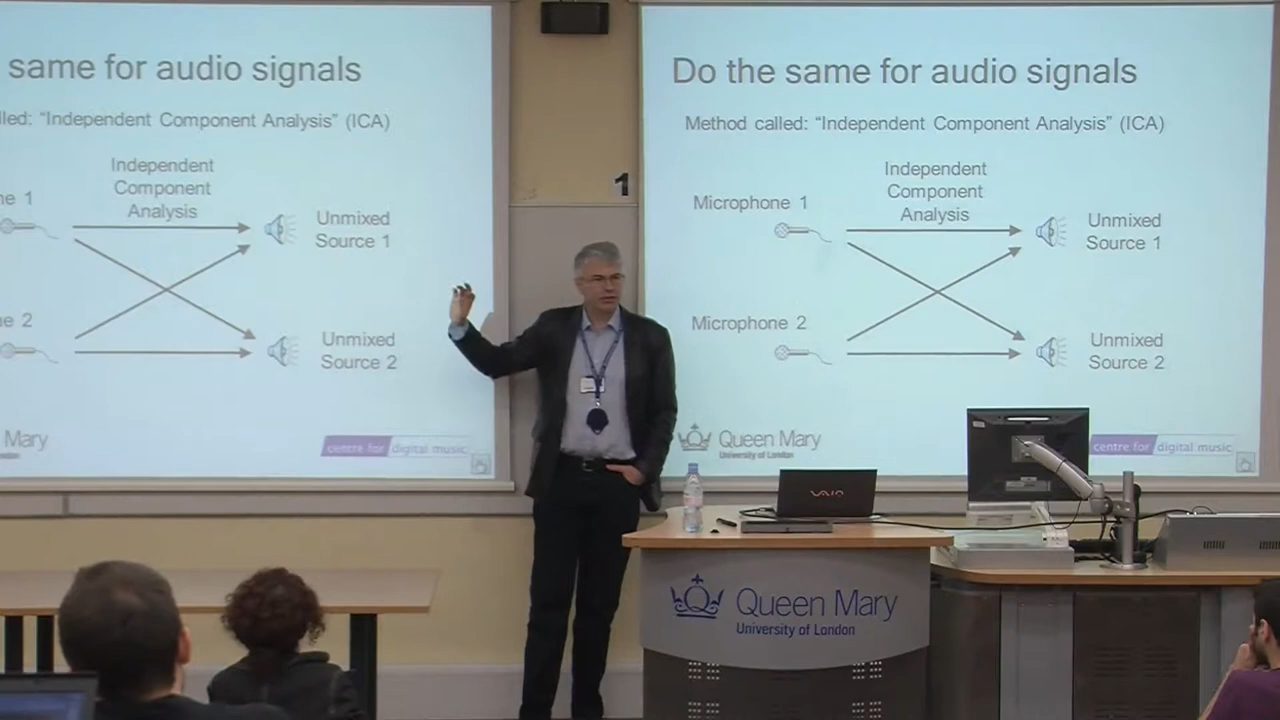 same for audio signals
lled: “Independent Component Analysis” (ICA)
Independent
Component
Analysis
ne 1
Unmixed
Source 1
ne 2
Unmixed
Source 2
Mary
centre for digital music
1
Do the same for audio signals
Method called: “Independent Component Analysis” (ICA)
Independent
Component
Analysis
Microphone 1
Unmixed
Source 1
Microphone 2
Unmixed
Source 2
Queen Mary
University of London
centre for digital music
VAIO
Queen Mary
University of London